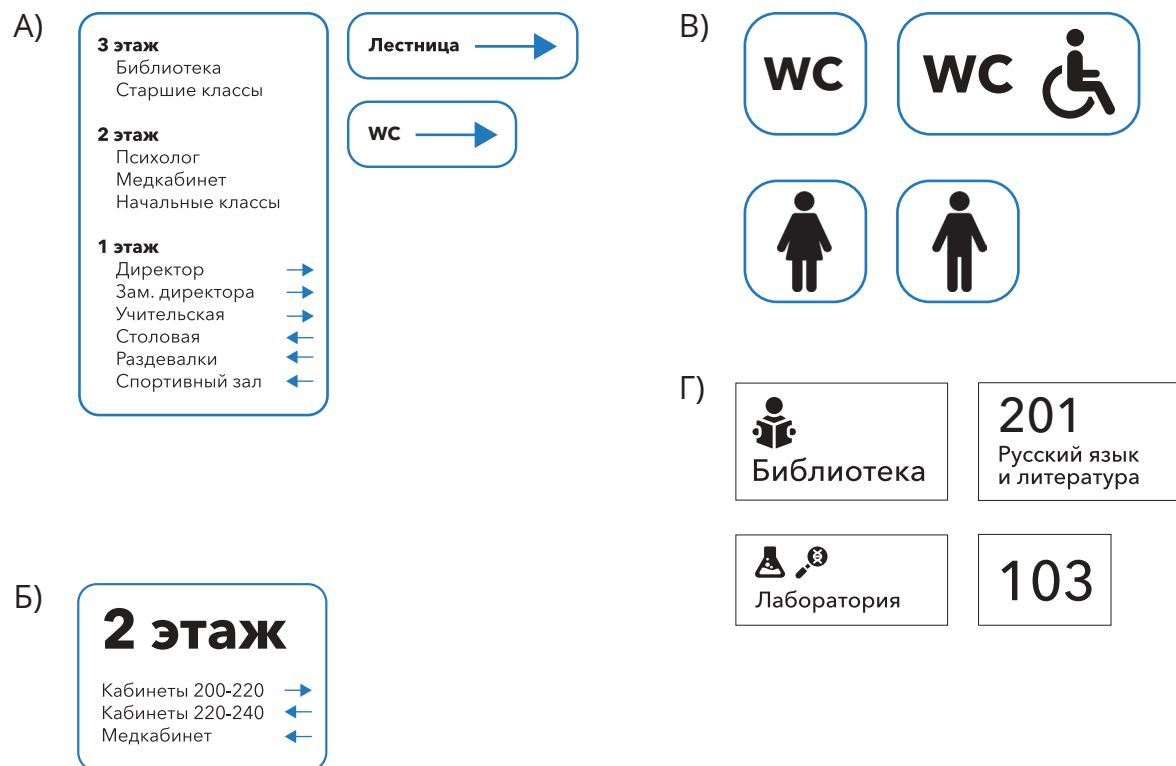 А)
3 этаж
Библиотека
Старшие классы
2 этаж
Психолог
Медкабинет
Начальные классы
1 этаж
Директор
Зам. директора
Учительская
Столовая
Раздевалки
Спортивный зал
Лестница
WC
Б)
2 этаж
Кабинеты 200-220
Кабинеты 220-240
Медкабинет
В)
WC
WC
Г)
Библиотека
201
Русский язык
и литература
Лаборатория
103